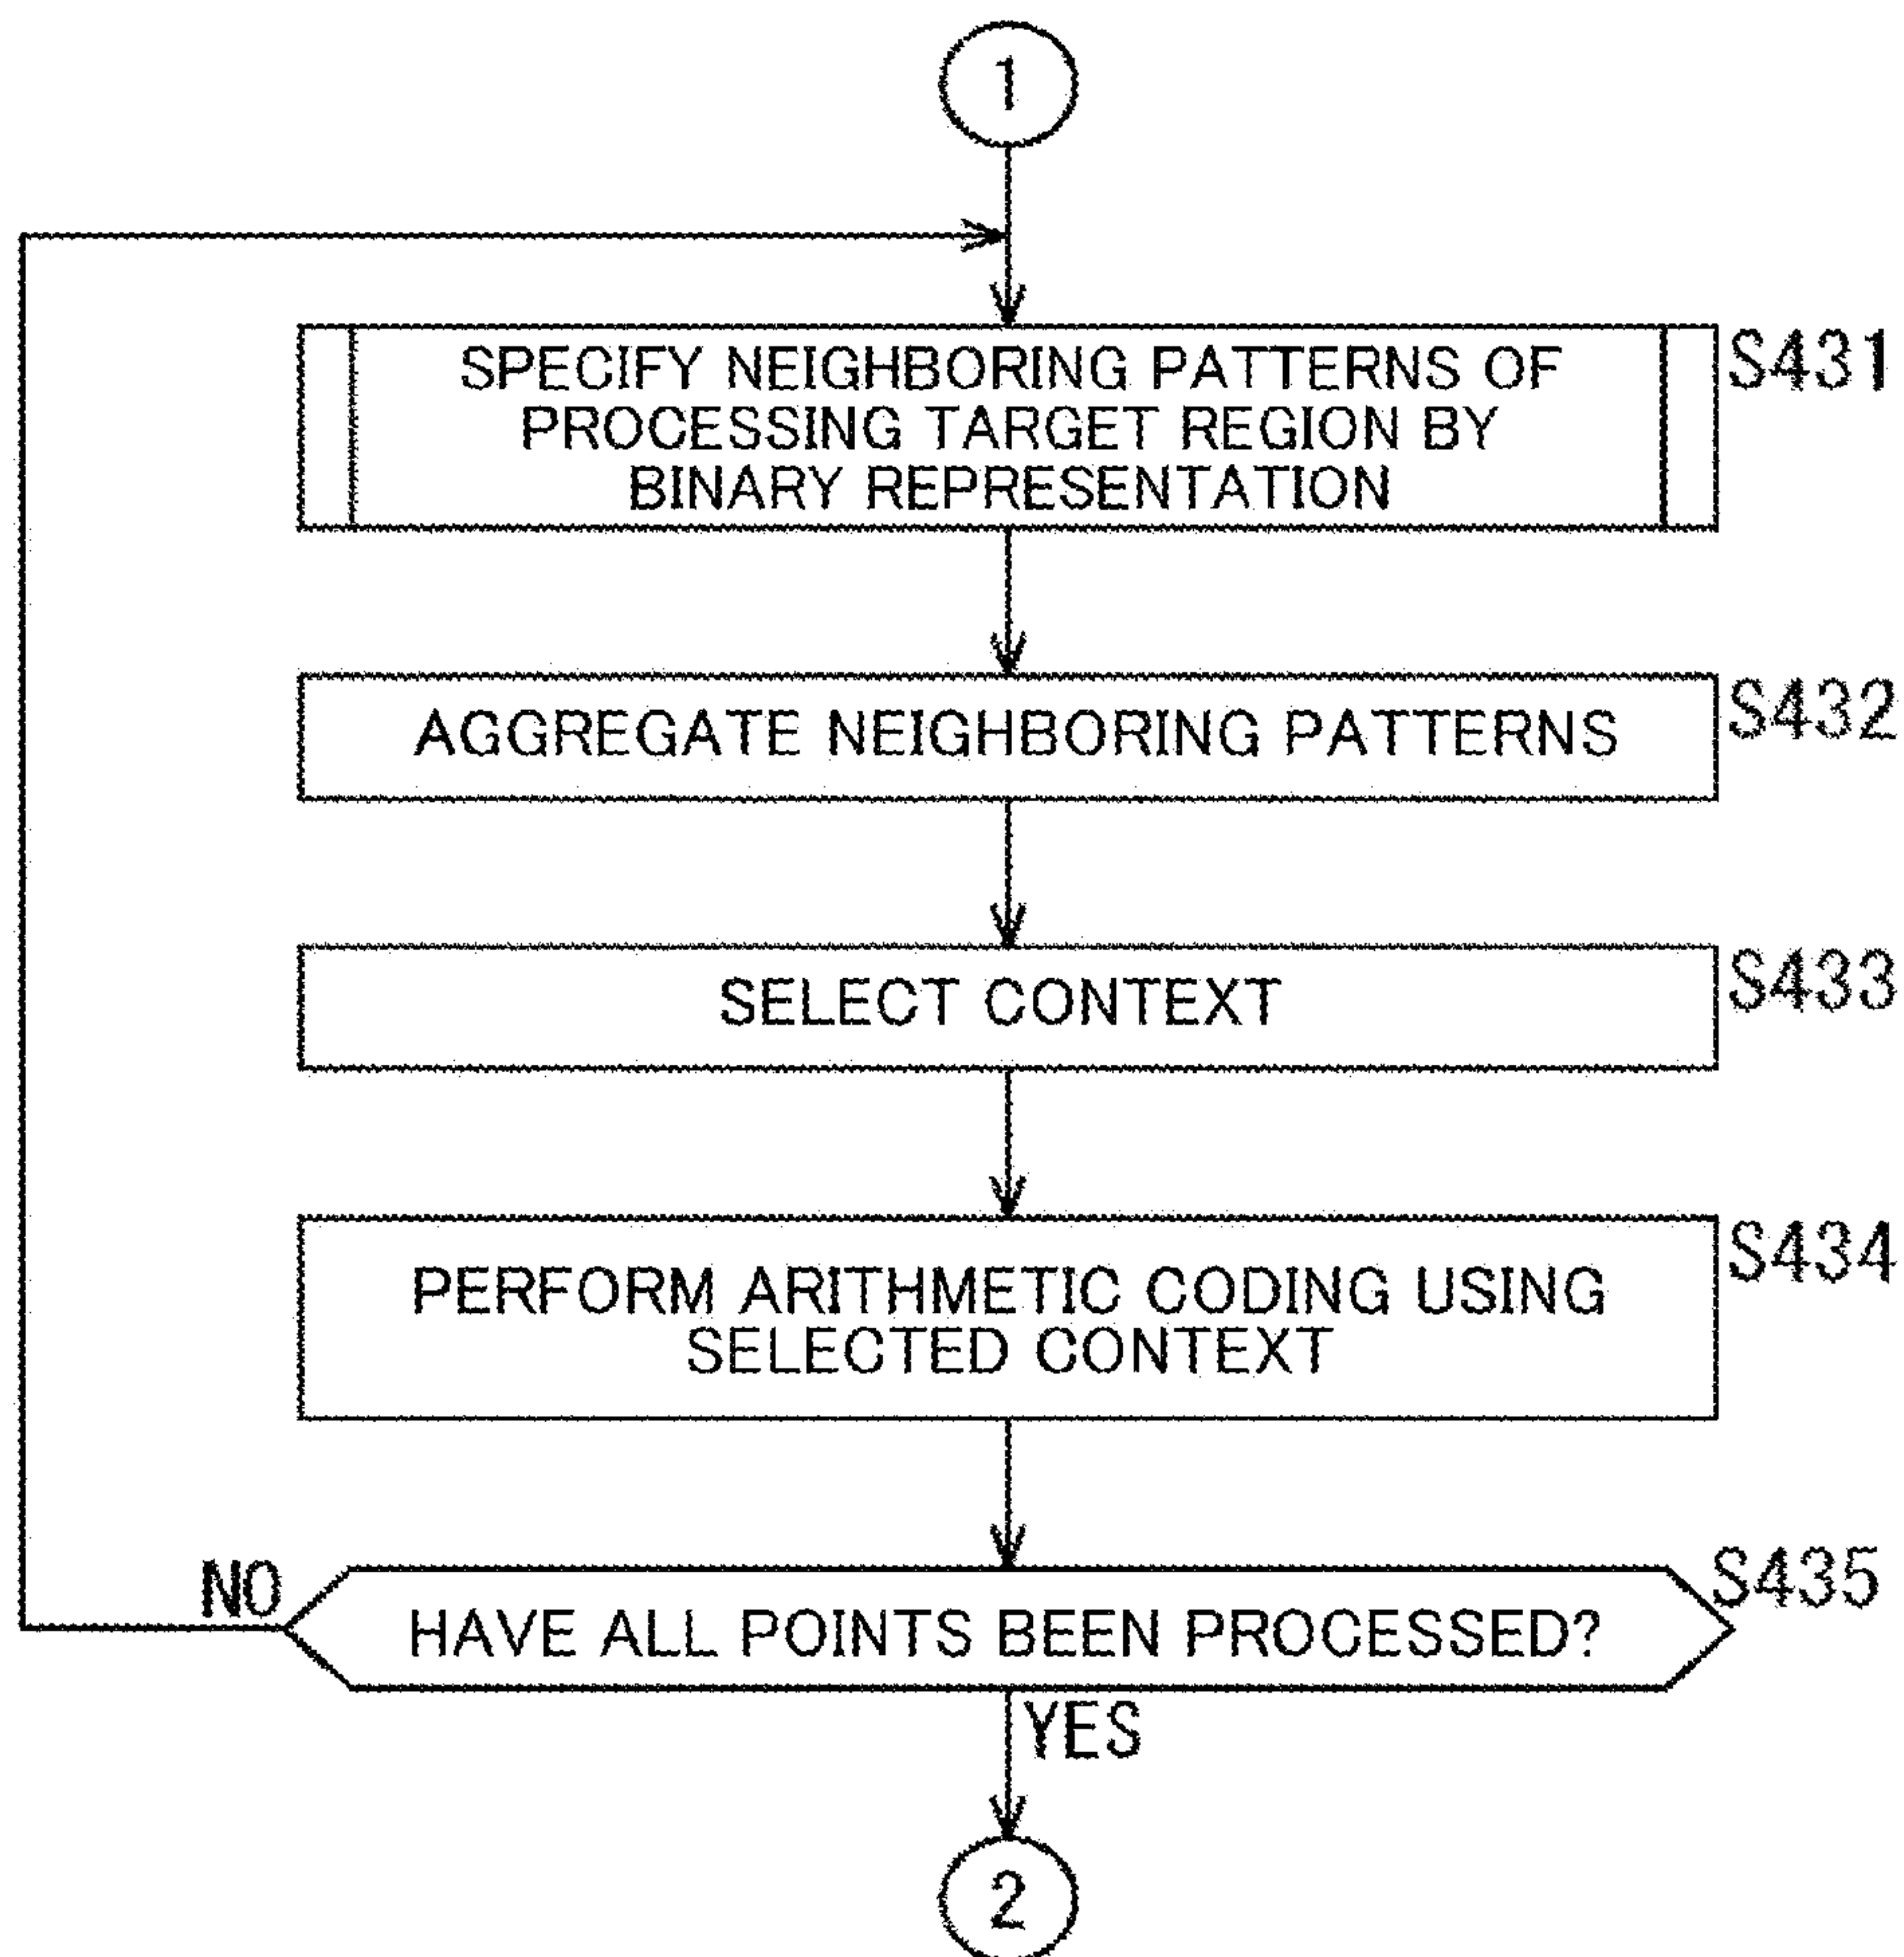 1
SPECIFY NEIGHBORING PATTERNS OF
PROCESSING TARGET REGION BY
BINARY REPRESENTATION
S431
AGGREGATE NEIGHBORING PATTERNS
S432
SELECT CONTEXT
S433
PERFORM ARITHMETIC CODING USING
SELECTED CONTEXT
S434
NO
HAVE ALL POINTS BEEN PROCESSED?
S435
YES
2